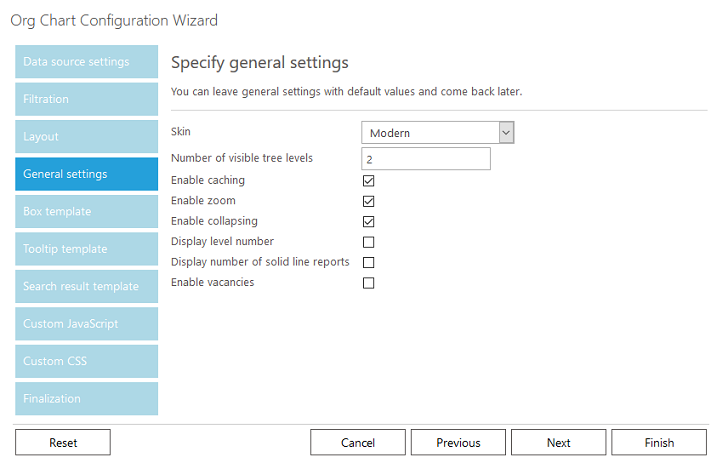 Org Chart Configuration Wizard
Data source settings
Filtration
Layout
General settings
Box template
Tooltip template
Search result template
Custom JavaScript
Custom CSS
Finalization
Specify general settings
You can leave general settings with default values and come back later.
Skin Modern
Number of visible tree levels 2
Enable caching
Enable zoom
Enable collapsing
Display level number
Display number of solid line reports
Enable vacancies
Reset Cancel Previous Next Finish